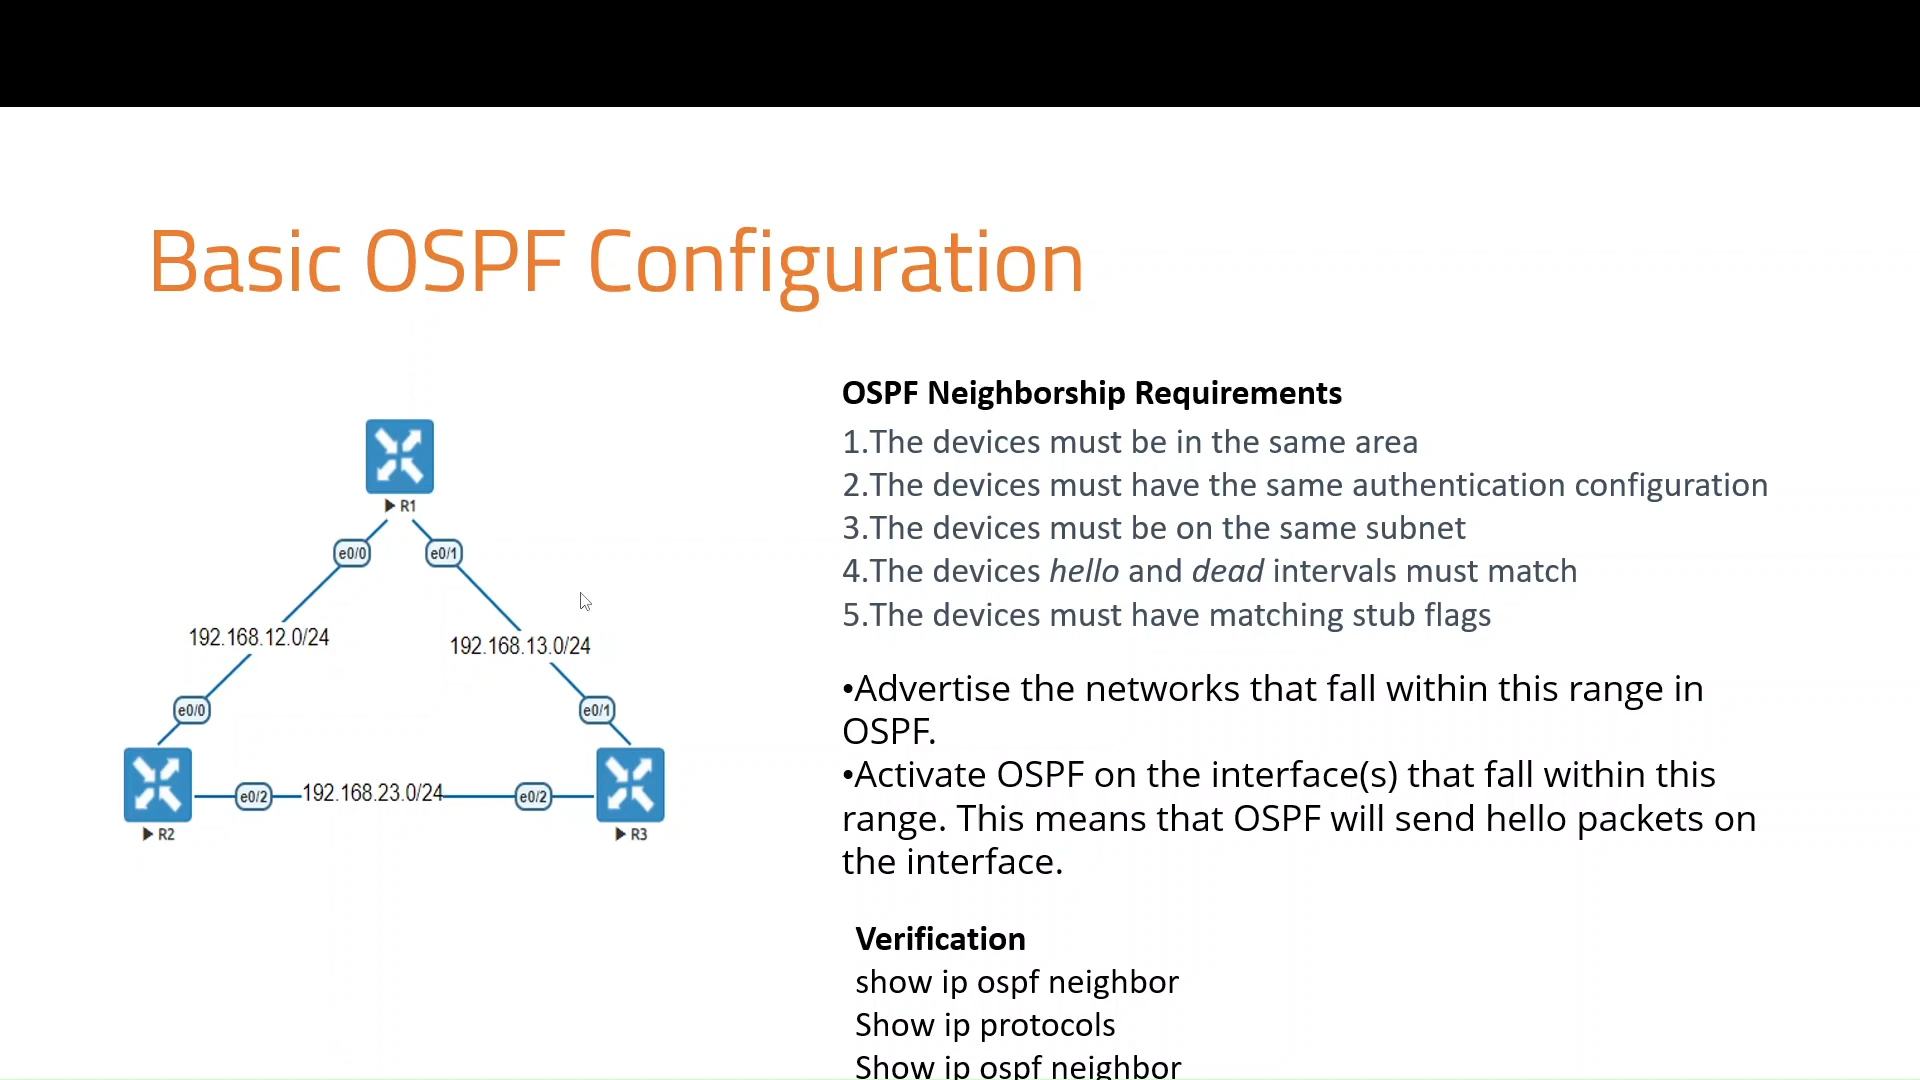 Basic OSPF Configuration
R1
e0/0
e0/1
192.168.12.0/24
192.168.13.0/24
e0/0
e0/1
e0/2
192.168.23.0/24
e0/2
R2
R3
OSPF Neighborship Requirements
1.The devices must be in the same area
2.The devices must have the same authentication configuration
3.The devices must be on the same subnet
4.The devices hello and dead intervals must match
5.The devices must have matching stub flags
•Advertise the networks that fall within this range in
OSPF.
•Activate OSPF on the interface(s) that fall within this
range. This means that OSPF will send hello packets on
the interface.
Verification
show ip ospf neighbor
Show ip protocols
Show ip ospf neighbor